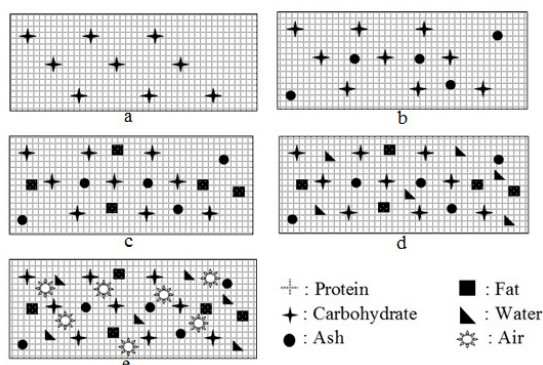 a
b
c
d
e
: Protein
: Fat
: Carbohydrate
: Water
: Ash
: Air